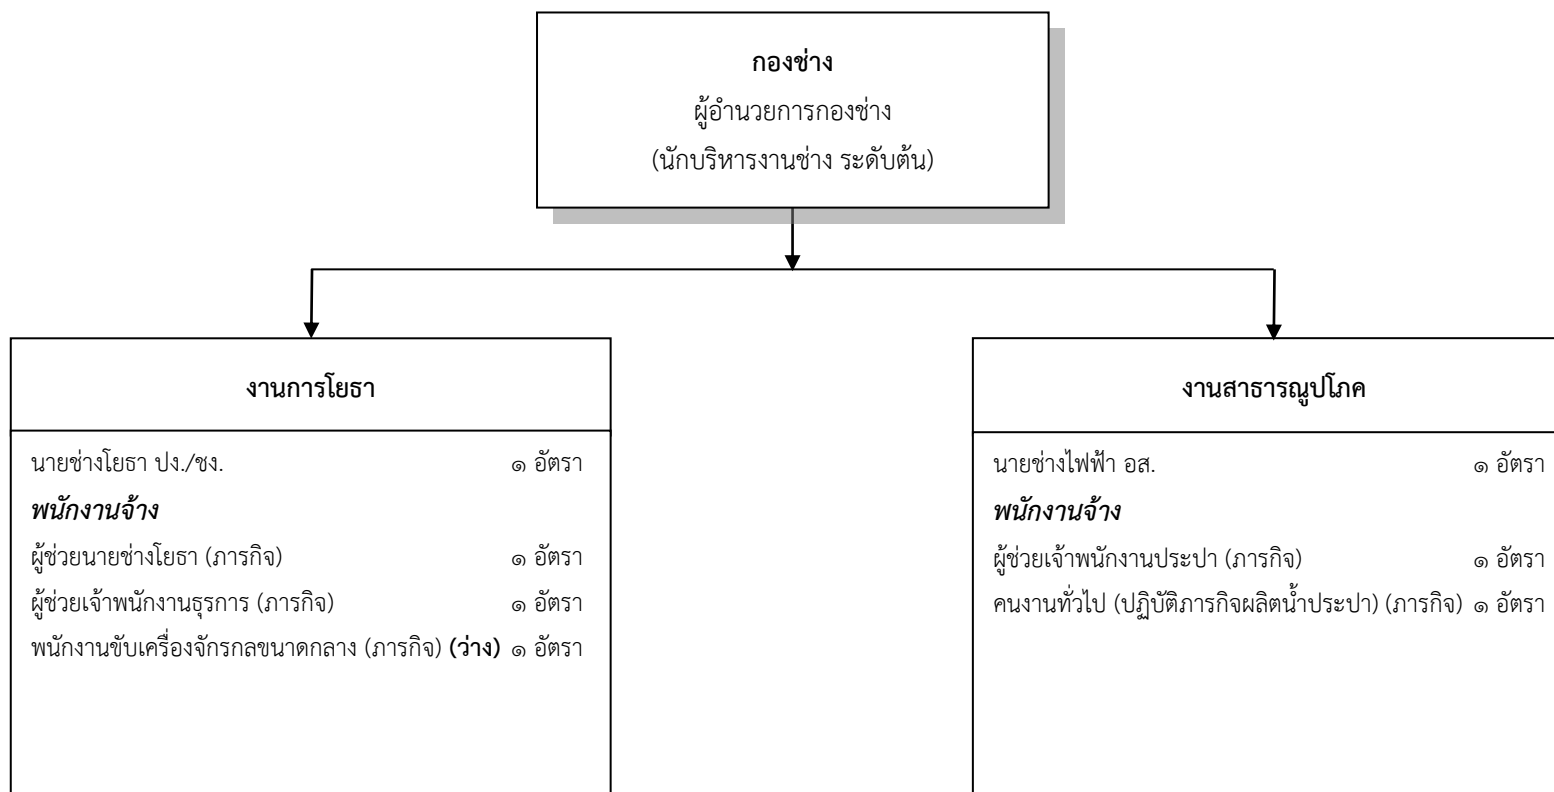 กองช่าง
ผู้อำนวยการกองช่าง
(นักบริหารงานช่าง ระดับต้น)
งานการโยธา
นายช่างโยธา ปง./ชง. ๑ อัตรา
พนักงานจ้าง
ผู้ช่วยนายช่างโยธา (ภารกิจ) ๑ อัตรา
ผู้ช่วยเจ้าพนักงานธุรการ (ภารกิจ) ๑ อัตรา
พนักงานขับเครื่องจักรกลขนาดกลาง (ภารกิจ) (ว่าง) ๑ อัตรา
งานสาธารณูปโภค
นายช่างไฟฟ้า อส. ๑ อัตรา
พนักงานจ้าง
ผู้ช่วยเจ้าพนักงานประปา (ภารกิจ) ๑ อัตรา
คนงานทั่วไป (ปฏิบัติภารกิจผลิตน้ำประปา) (ภารกิจ) ๑ อัตรา